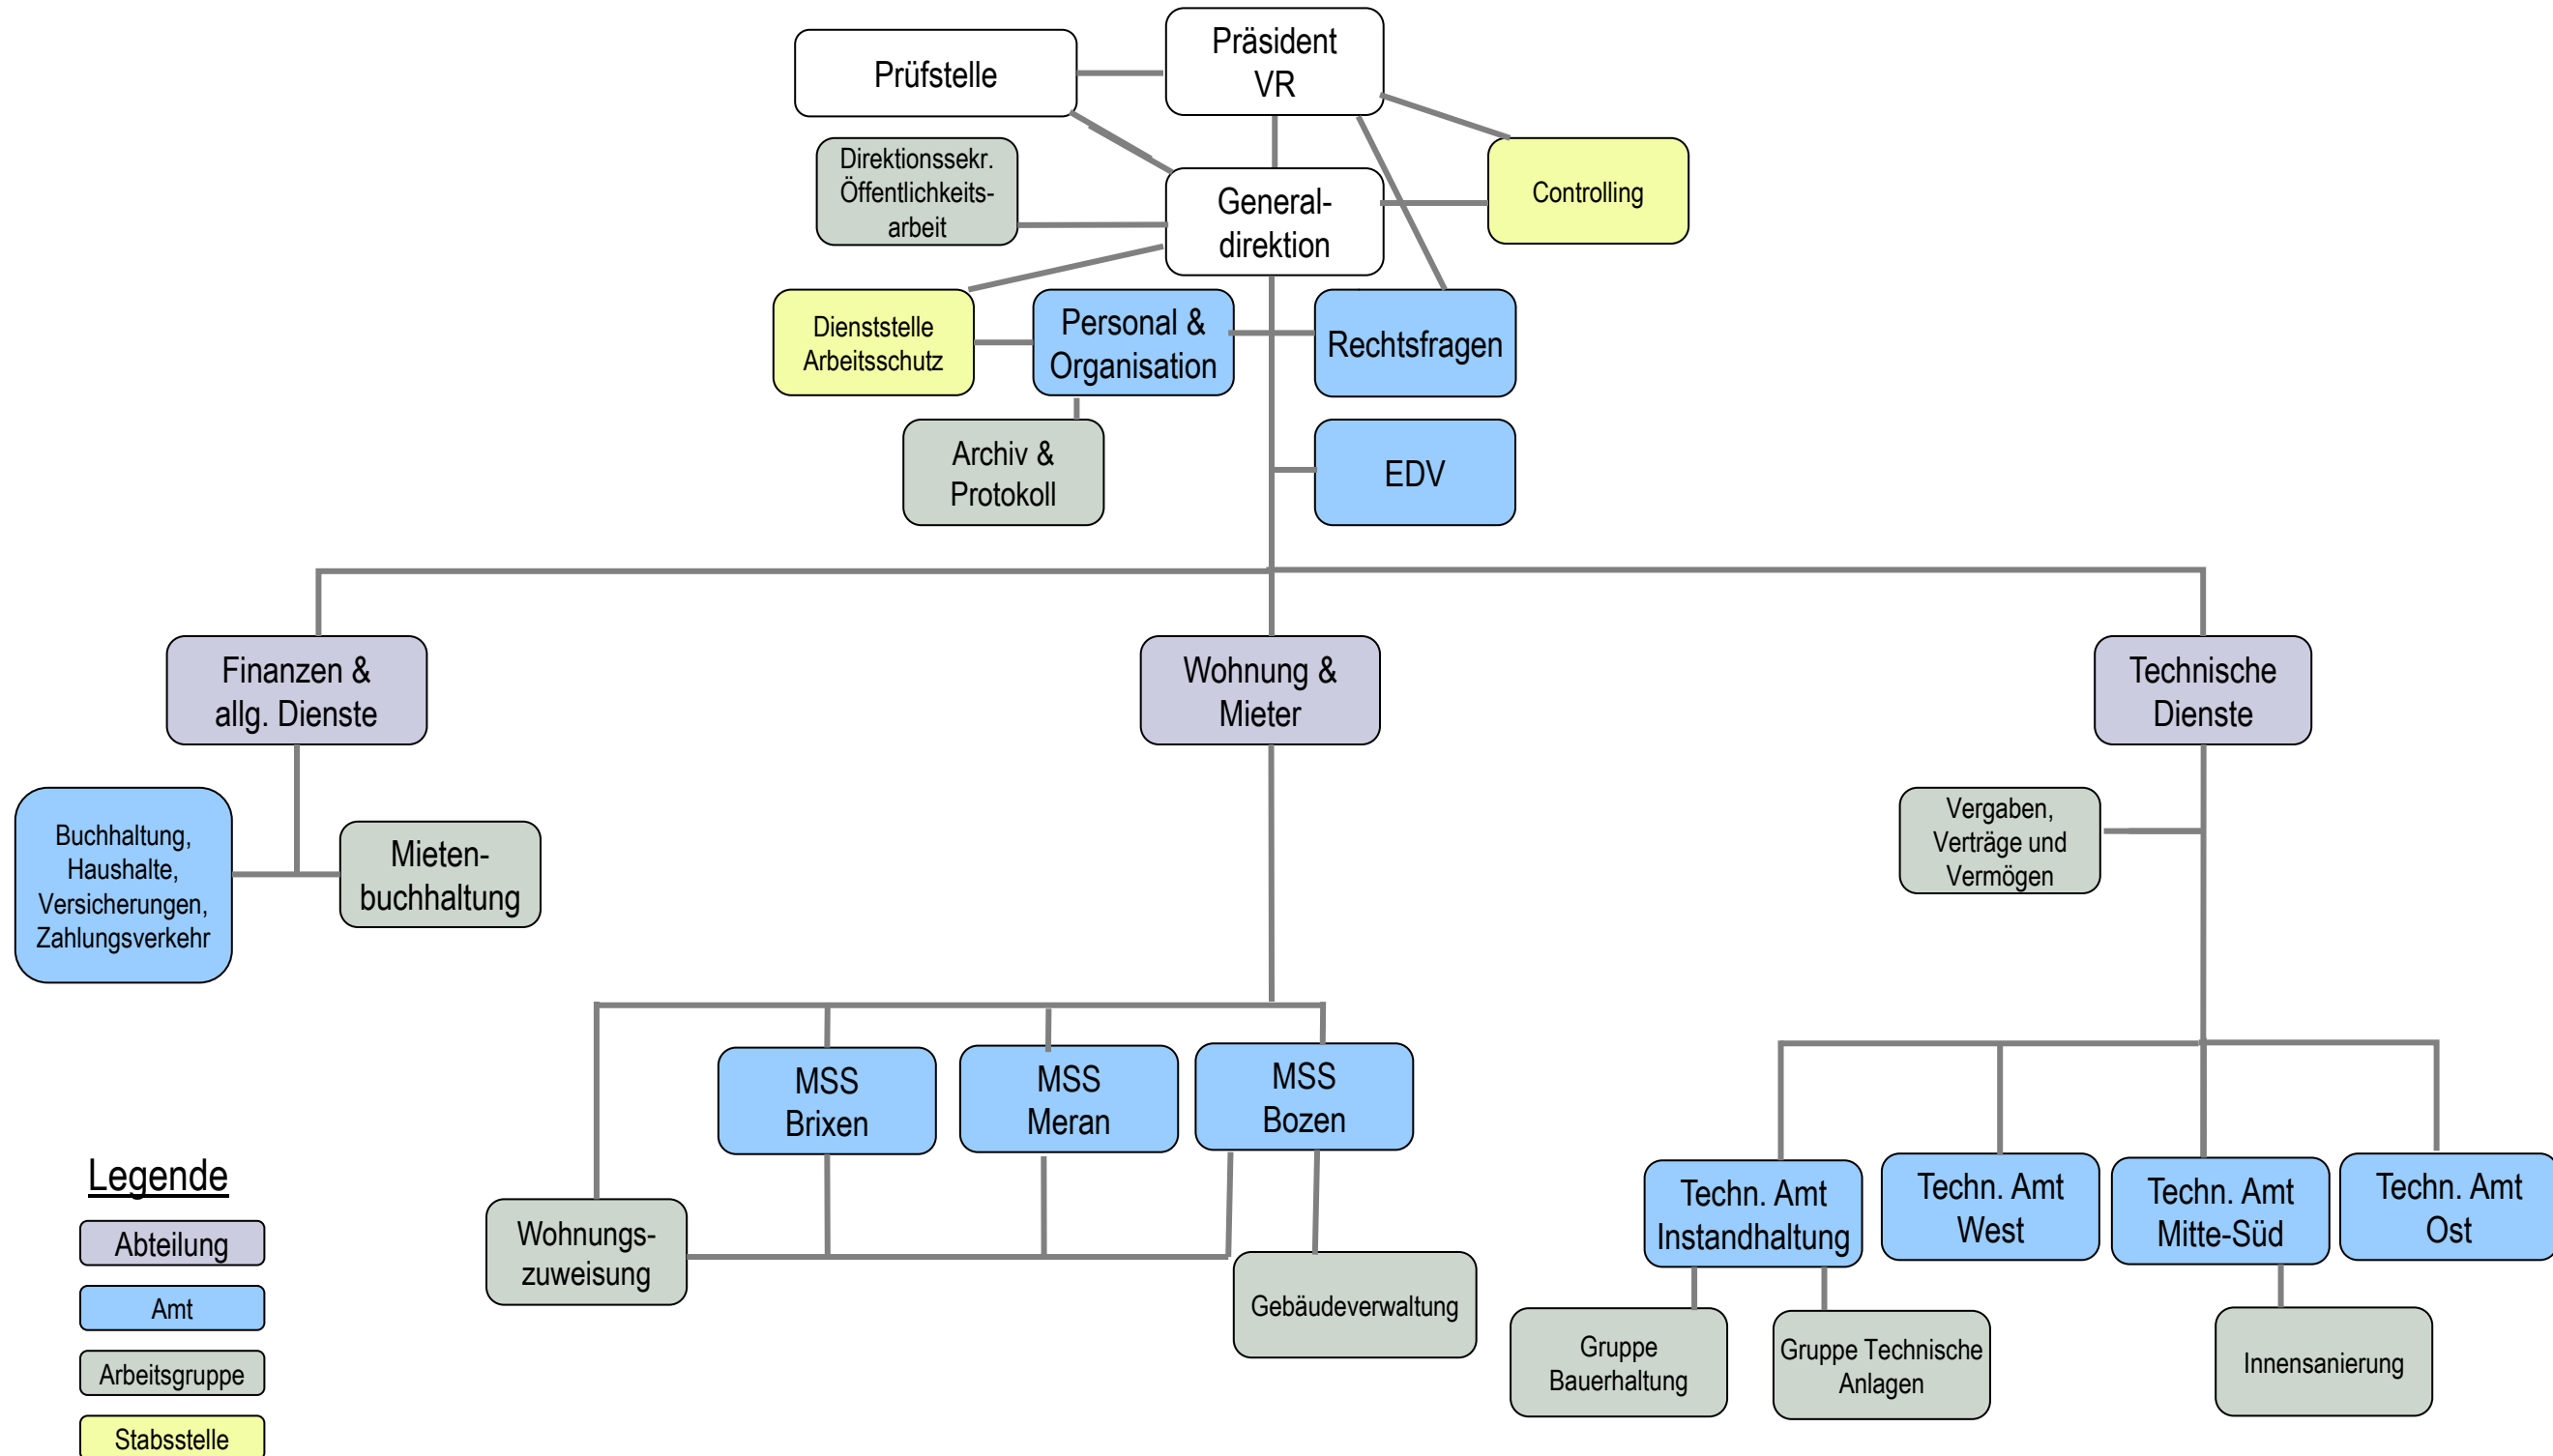 Präsident
VR
Prüfstelle
Direktionssekr.
Öffentlichkeits-
arbeit
General-
direktion
Controlling
Dienststelle
Arbeitsschutz
Personal &
Organisation
Rechtsfragen
Archiv &
Protokoll
EDV
Finanzen &
allg. Dienste
Wohnung &
Mieter
Technische
Dienste
Buchhaltung,
Haushalte,
Versicherungen,
Zahlungsverkehr
Mieten-
buchhaltung
Vergaben,
Verträge und
Vermögen
MSS
Brixen
MSS
Meran
MSS
Bozen
Wohnungs-
zuweisung
Gebäudeverwaltung
Techn. Amt
Instandhaltung
Techn. Amt
West
Techn. Amt
Mitte-Süd
Techn. Amt
Ost
Gruppe
Bauerhaltung
Gruppe Technische
Anlagen
Innensanierung
Legende
Abteilung
Amt
Arbeitsgruppe
Stabsstelle